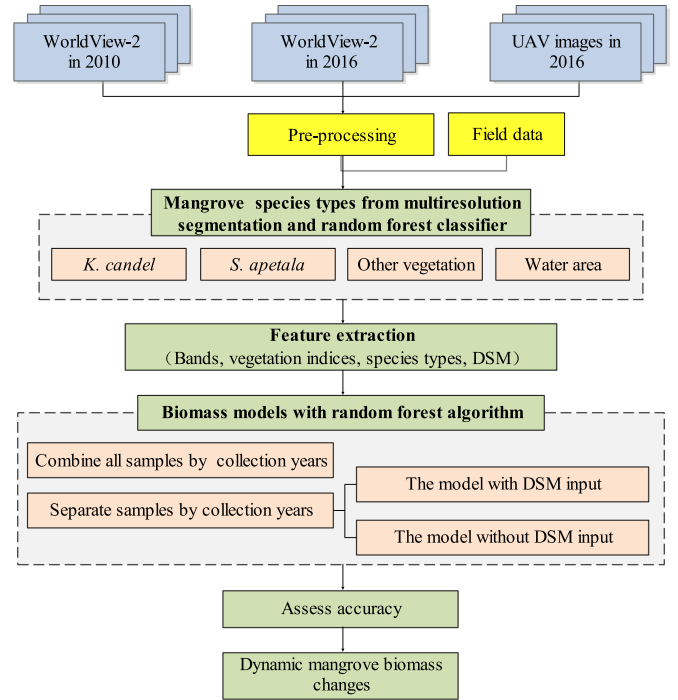 WorldView-2
in 2010
WorldView-2
in 2016
UAV images in
2016
Pre-processing
Field data
Mangrove species types from multiresolution
segmentation and random forest classifier
K. candel
S. apetala
Other vegetation
Water area
Feature extraction
（Bands, vegetation indices, species types, DSM）
Biomass models with random forest algorithm
Combine all samples by collection years
Separate samples by collection years
The model with DSM input
The model without DSM input
Assess accuracy
Dynamic mangrove biomass
changes